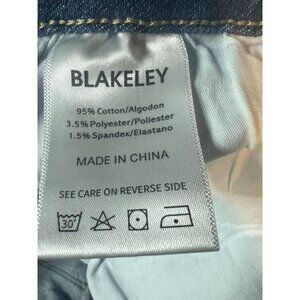 BLAKELEY
95% Cotton/Algodon
3.5% Polyester/Poliester
1.5% Spandex/Elastano
MADE IN CHINA
SEE CARE ON REVERSE SIDE
30°